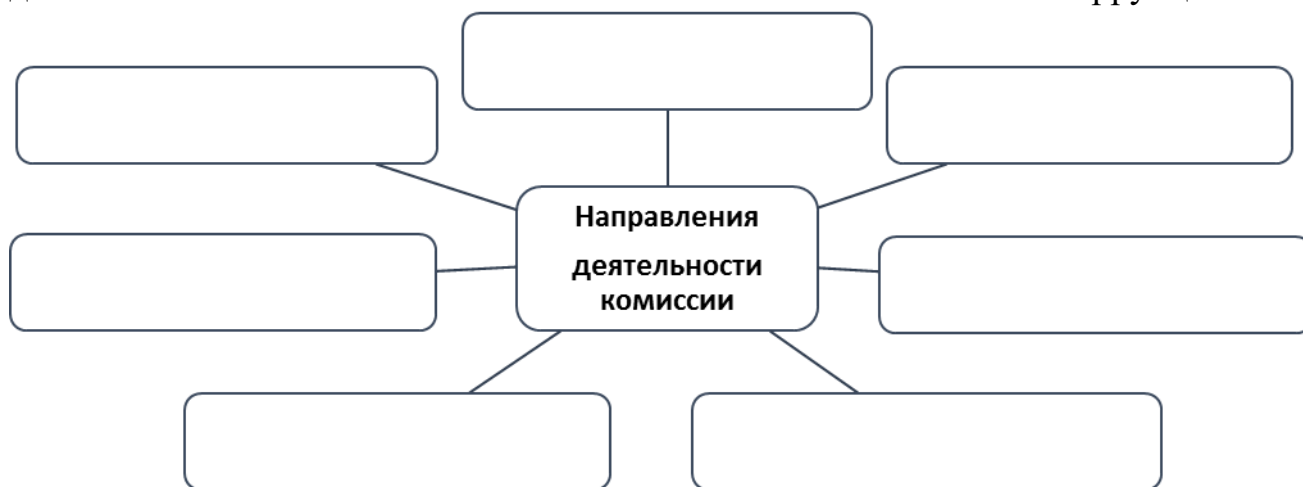 Направления
деятельности
комиссии